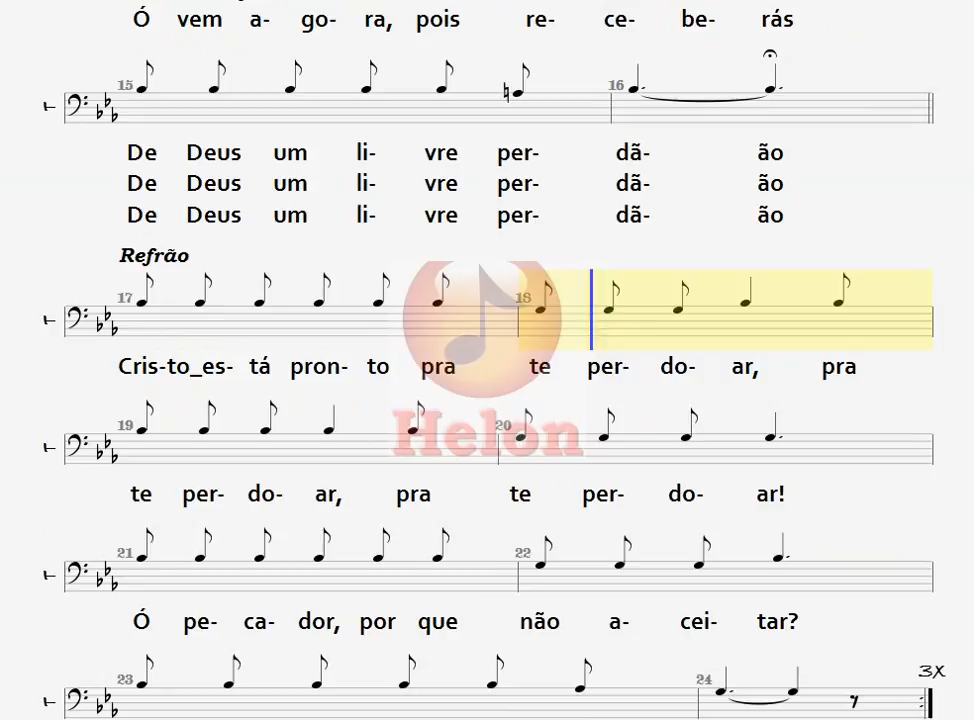 Ó vem a- go- ra, pois re- ce- be- rás
15 16
De Deus um li- vre per- dã- ão
De Deus um li- vre per- dã- ão
De Deus um li- vre per- dã- ão
Refrão
17 18
Cris-to_es- tá pron- to pra te per- do- ar, pra
19 20
Helon
te per- do- ar, pra te per- do- ar!
21 22
Ó pe- ca- dor, por que não a- cei- tar?
23 24 3X